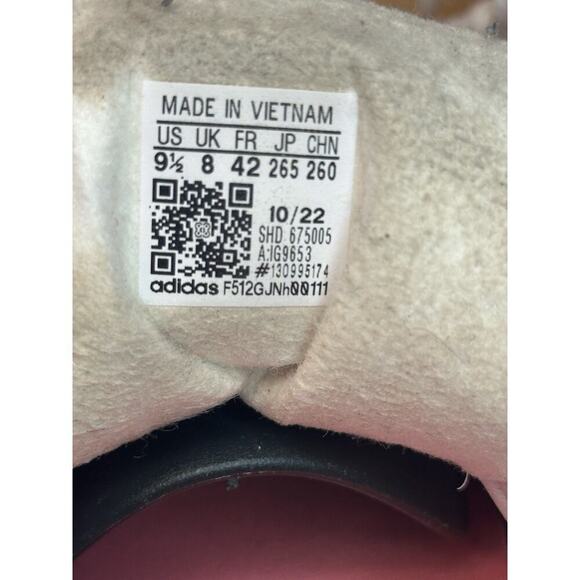 MADE IN VIETNAM
US UK FR JP CHN
9½ 8 42 265 260
10/22
SHD 675005
A:IG9653
#130995174
adidas F512GJNh00111